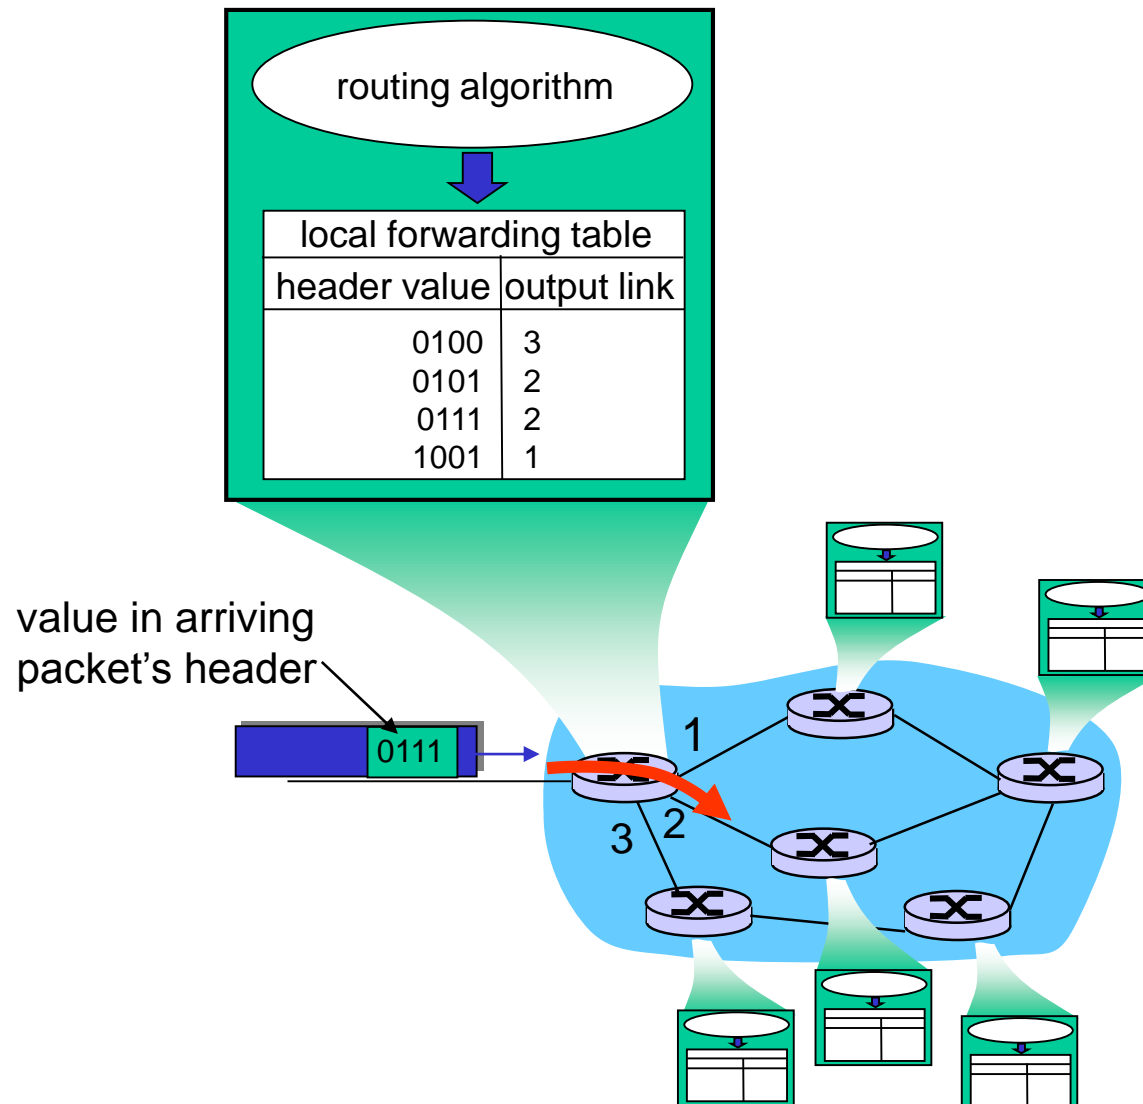 routing algorithm
local forwarding table
header value output link
0100 3
0101 2
0111 2
1001 1
value in arriving
packet's header
0111
1
2
3